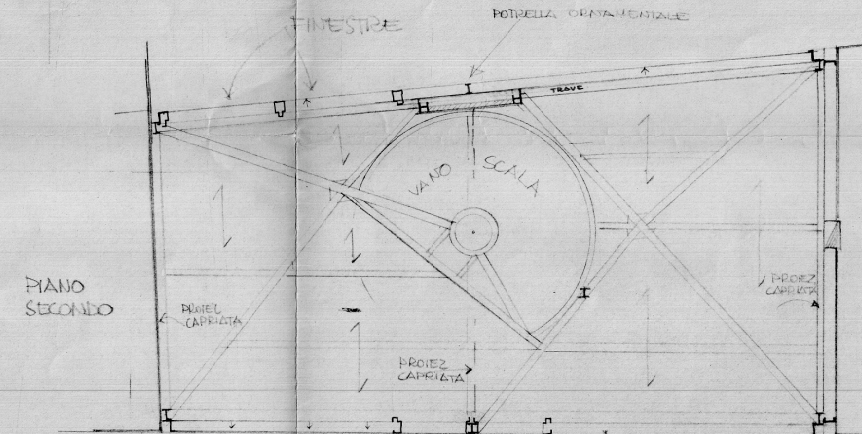 FINESTRE
POTRELLA ORNAMENTALE
TRAVE
VANO SCALA
PIANO
SECONDO
PROIEZ
CAPRIATA
PROIEZ
CAPRIATA
PROIEZ
CAPRIATA